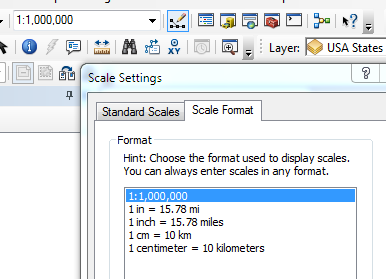 1:1,000,000
Layer: USA States
Scale Settings
Standard Scales
Scale Format
Format
Hint: Choose the format used to display scales.
You can always enter scales in any format.
1:1,000,000
1 in = 15.78 mi
1 inch = 15.78 miles
1 cm = 10 km
1 centimeter = 10 kilometers